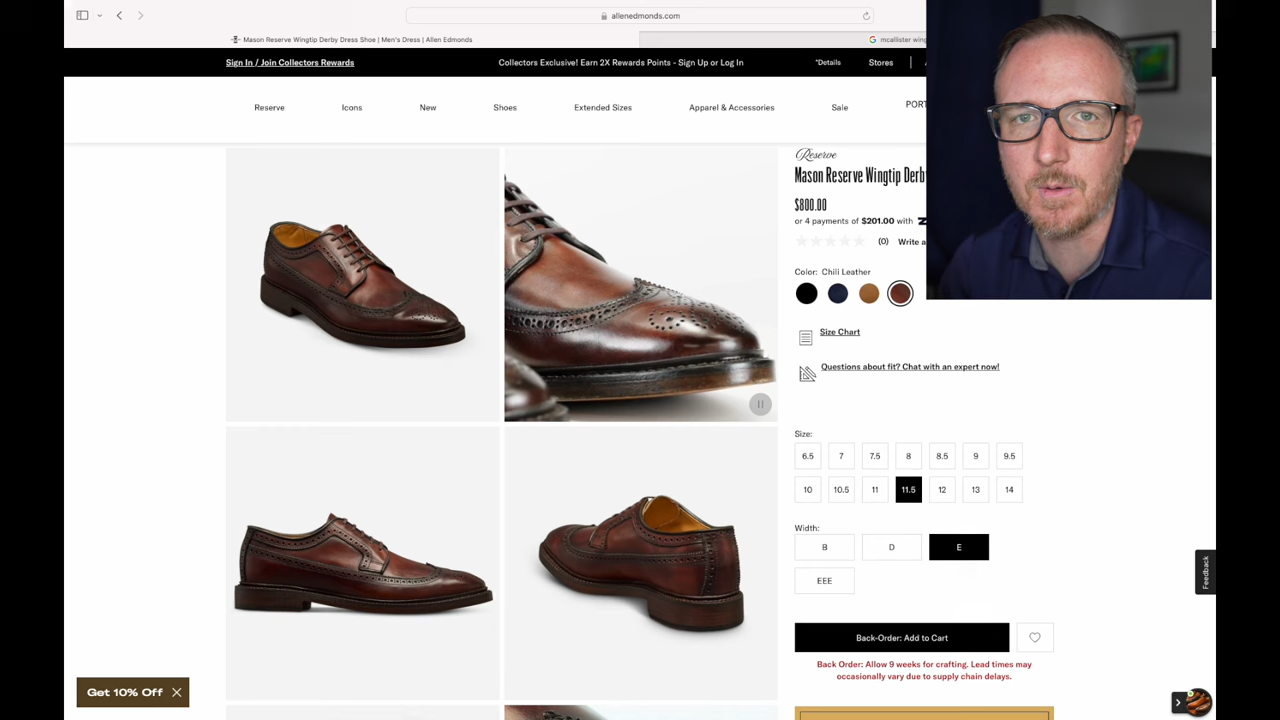 allenedmonds.com
Mason Reserve Wingtip Derby Dress Shoe | Men's Dress | Allen Edmonds
mcallister wing
Sign In / Join Collectors Rewards
Collectors Exclusive! Earn 2X Rewards Points - Sign Up or Log In
*Details
Stores
Reserve
Icons
New
Shoes
Extended Sizes
Apparel & Accessories
Sale
PORT
Reserve
Mason Reserve Wingtip Derby
$800.00
or 4 payments of $201.00 with
(0) Write a
Color: Chili Leather
Size Chart
Questions about fit? Chat with an expert now!
Size:
6.5 7 7.5 8 8.5 9 9.5
10 10.5 11 11.5 12 13 14
Width:
B D E
EEE
Feedback
Back-Order: Add to Cart
Back Order: Allow 9 weeks for crafting. Lead times may
occasionally vary due to supply chain delays.
Get 10% Off